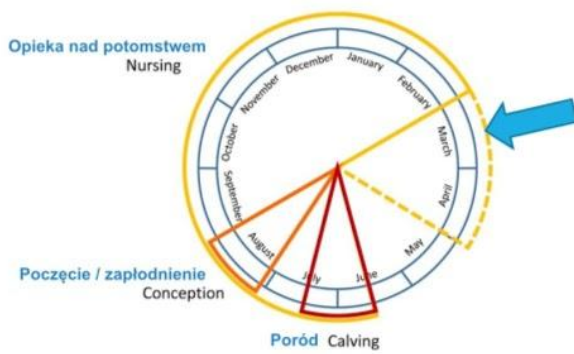 Opieka nad potomstwem
Nursing
January
February
March
April
May
June
July
August
September
October
November
December
Poczęcie / zapłodnienie
Conception
Poród Calving